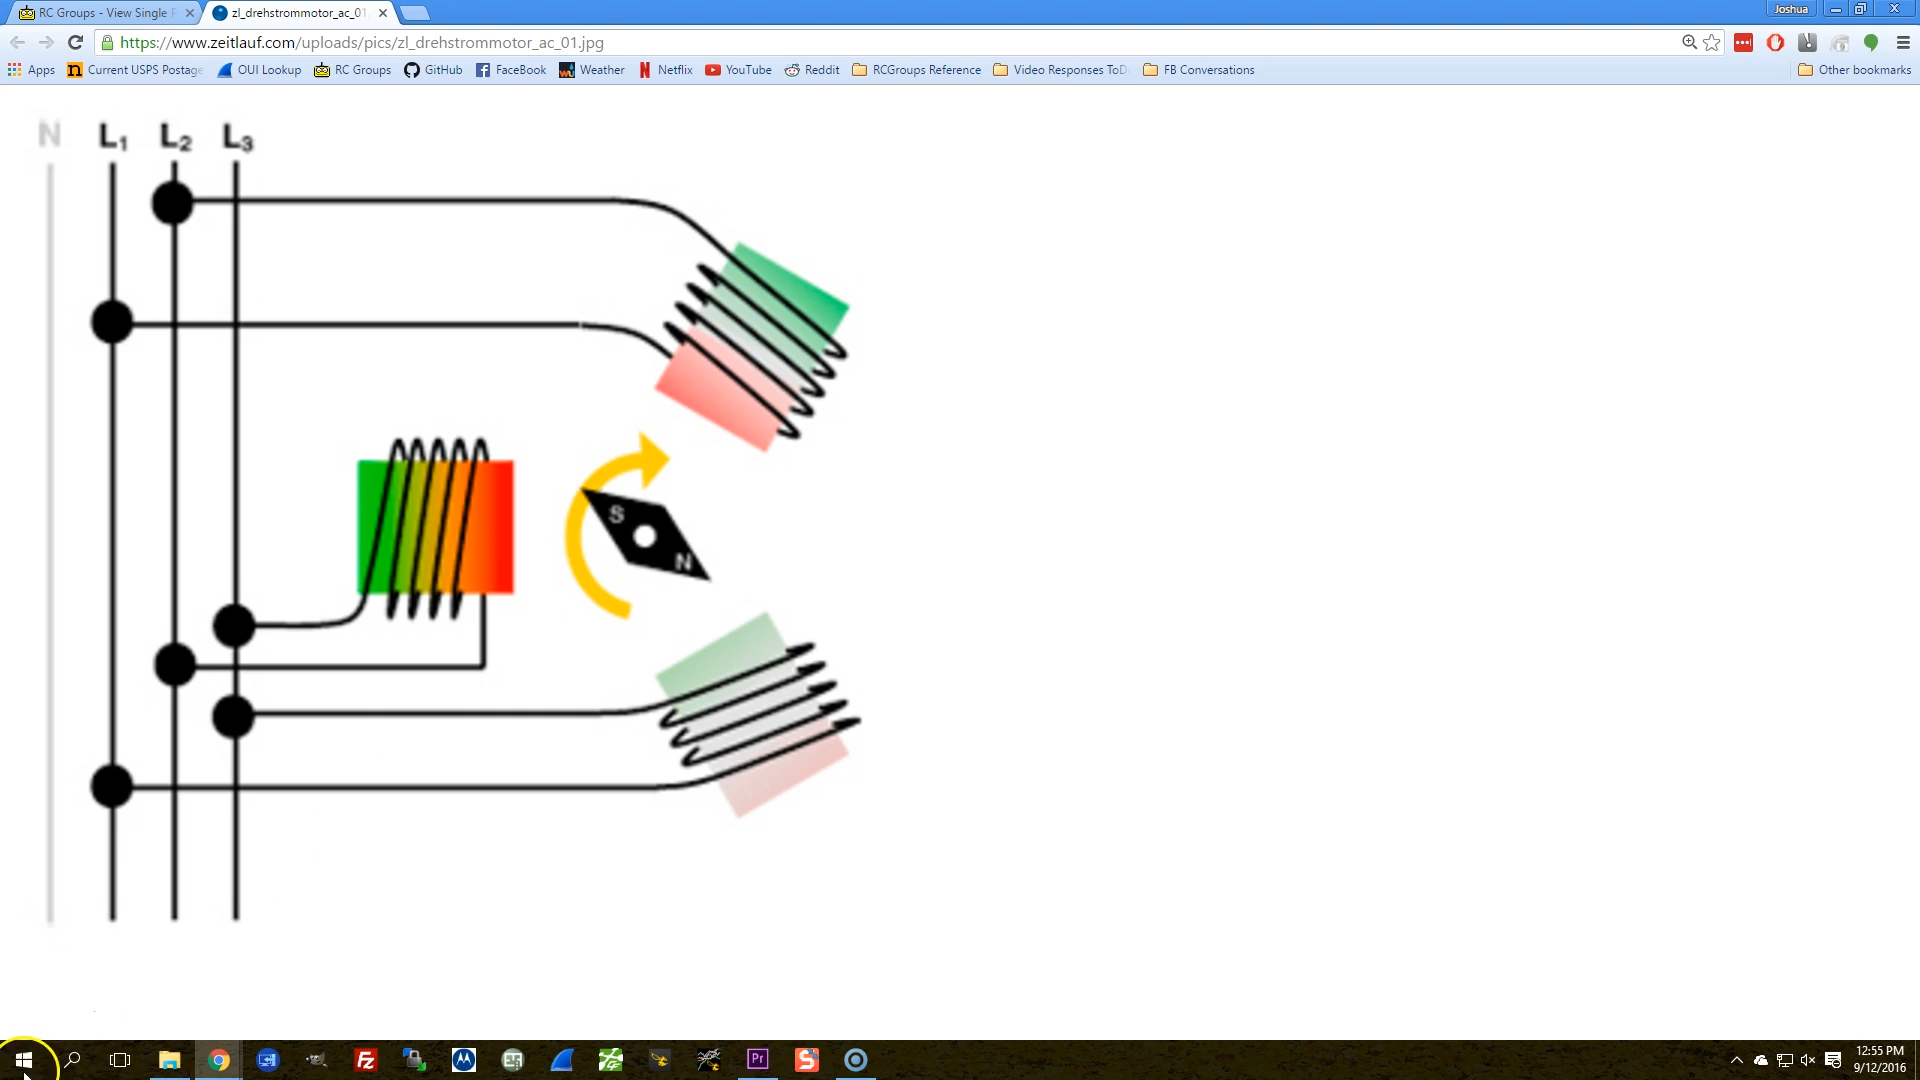 RC Groups - View Single P
zl_drehstrommotor_ac_01.
Joshua
https://www.zeitlauf.com/uploads/pics/zl_drehstrommotor_ac_01.jpg
Apps
Current USPS Postage
OUI Lookup
RC Groups
GitHub
FaceBook
Weather
Netflix
YouTube
Reddit
RCGroups Reference
Video Responses ToD
FB Conversations
Other bookmarks
N L₁ L₂ L₃
S
N
Fz
Pr
S
12:55 PM
9/12/2016